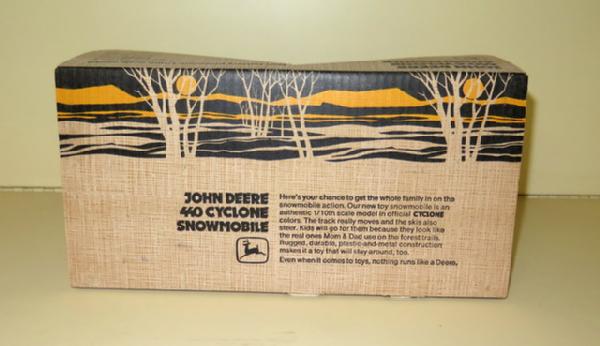 JOHN DEERE
440 CYCLONE
SNOWMOBILE
Here's your chance to get the whole family in on the
snowmobile action. Our new toy snowmobile is an
authentic 1/10th scale model in official CYCLONE
colors. The track really moves and the skis also
steer. Kids will go for them because they look like
the real ones Mom & Dad use on the forest trails.
Rugged, durable, plastic-and-metal construction
makes it a toy that will stay around, too.
Even when it comes to toys, nothing runs like a Deere.